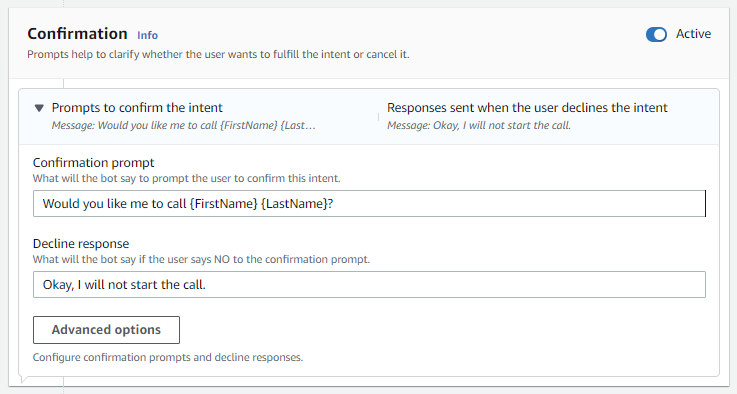 Confirmation Info
Active
Prompts help to clarify whether the user wants to fulfill the intent or cancel it.
Prompts to confirm the intent
Responses sent when the user declines the intent
Message: Would you like me to call {FirstName} {Last…
Message: Okay, I will not start the call.
Confirmation prompt
What will the bot say to prompt the user to confirm this intent.
Would you like me to call {FirstName} {LastName}?
Decline response
What will the bot say if the user says NO to the confirmation prompt.
Okay, I will not start the call.
Advanced options
Configure confirmation prompts and decline responses.